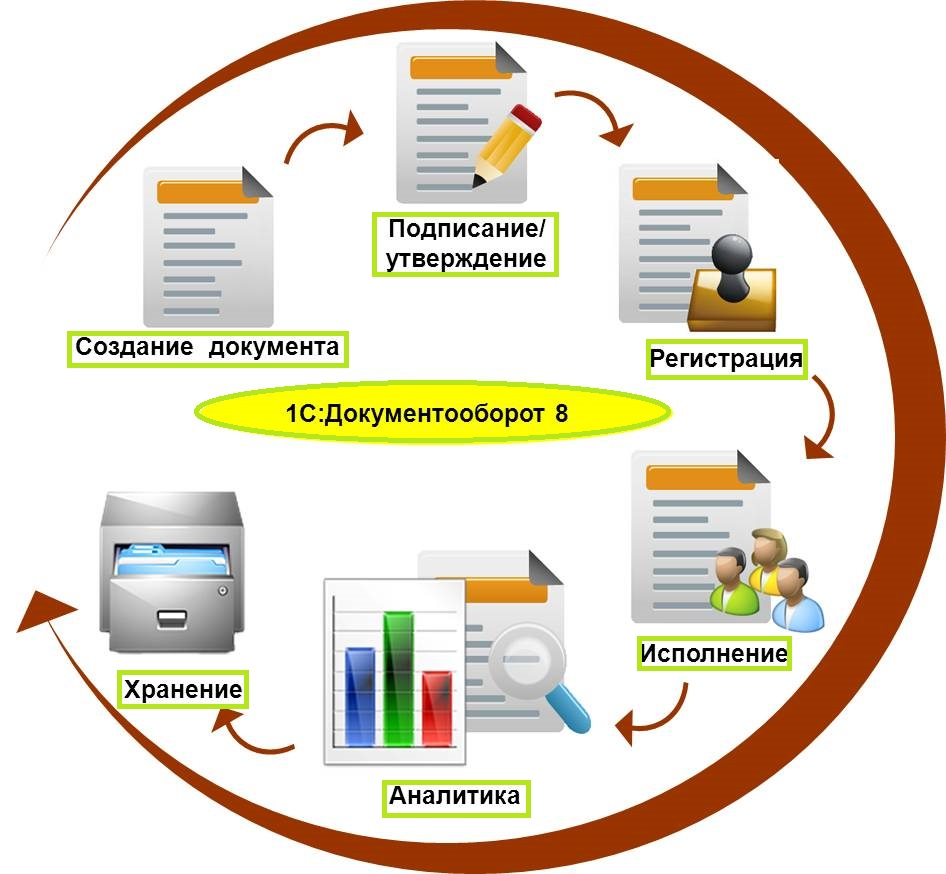 Подписание/
утверждение
Создание документа
Регистрация
1С:Документооборот 8
Исполнение
Хранение
Аналитика